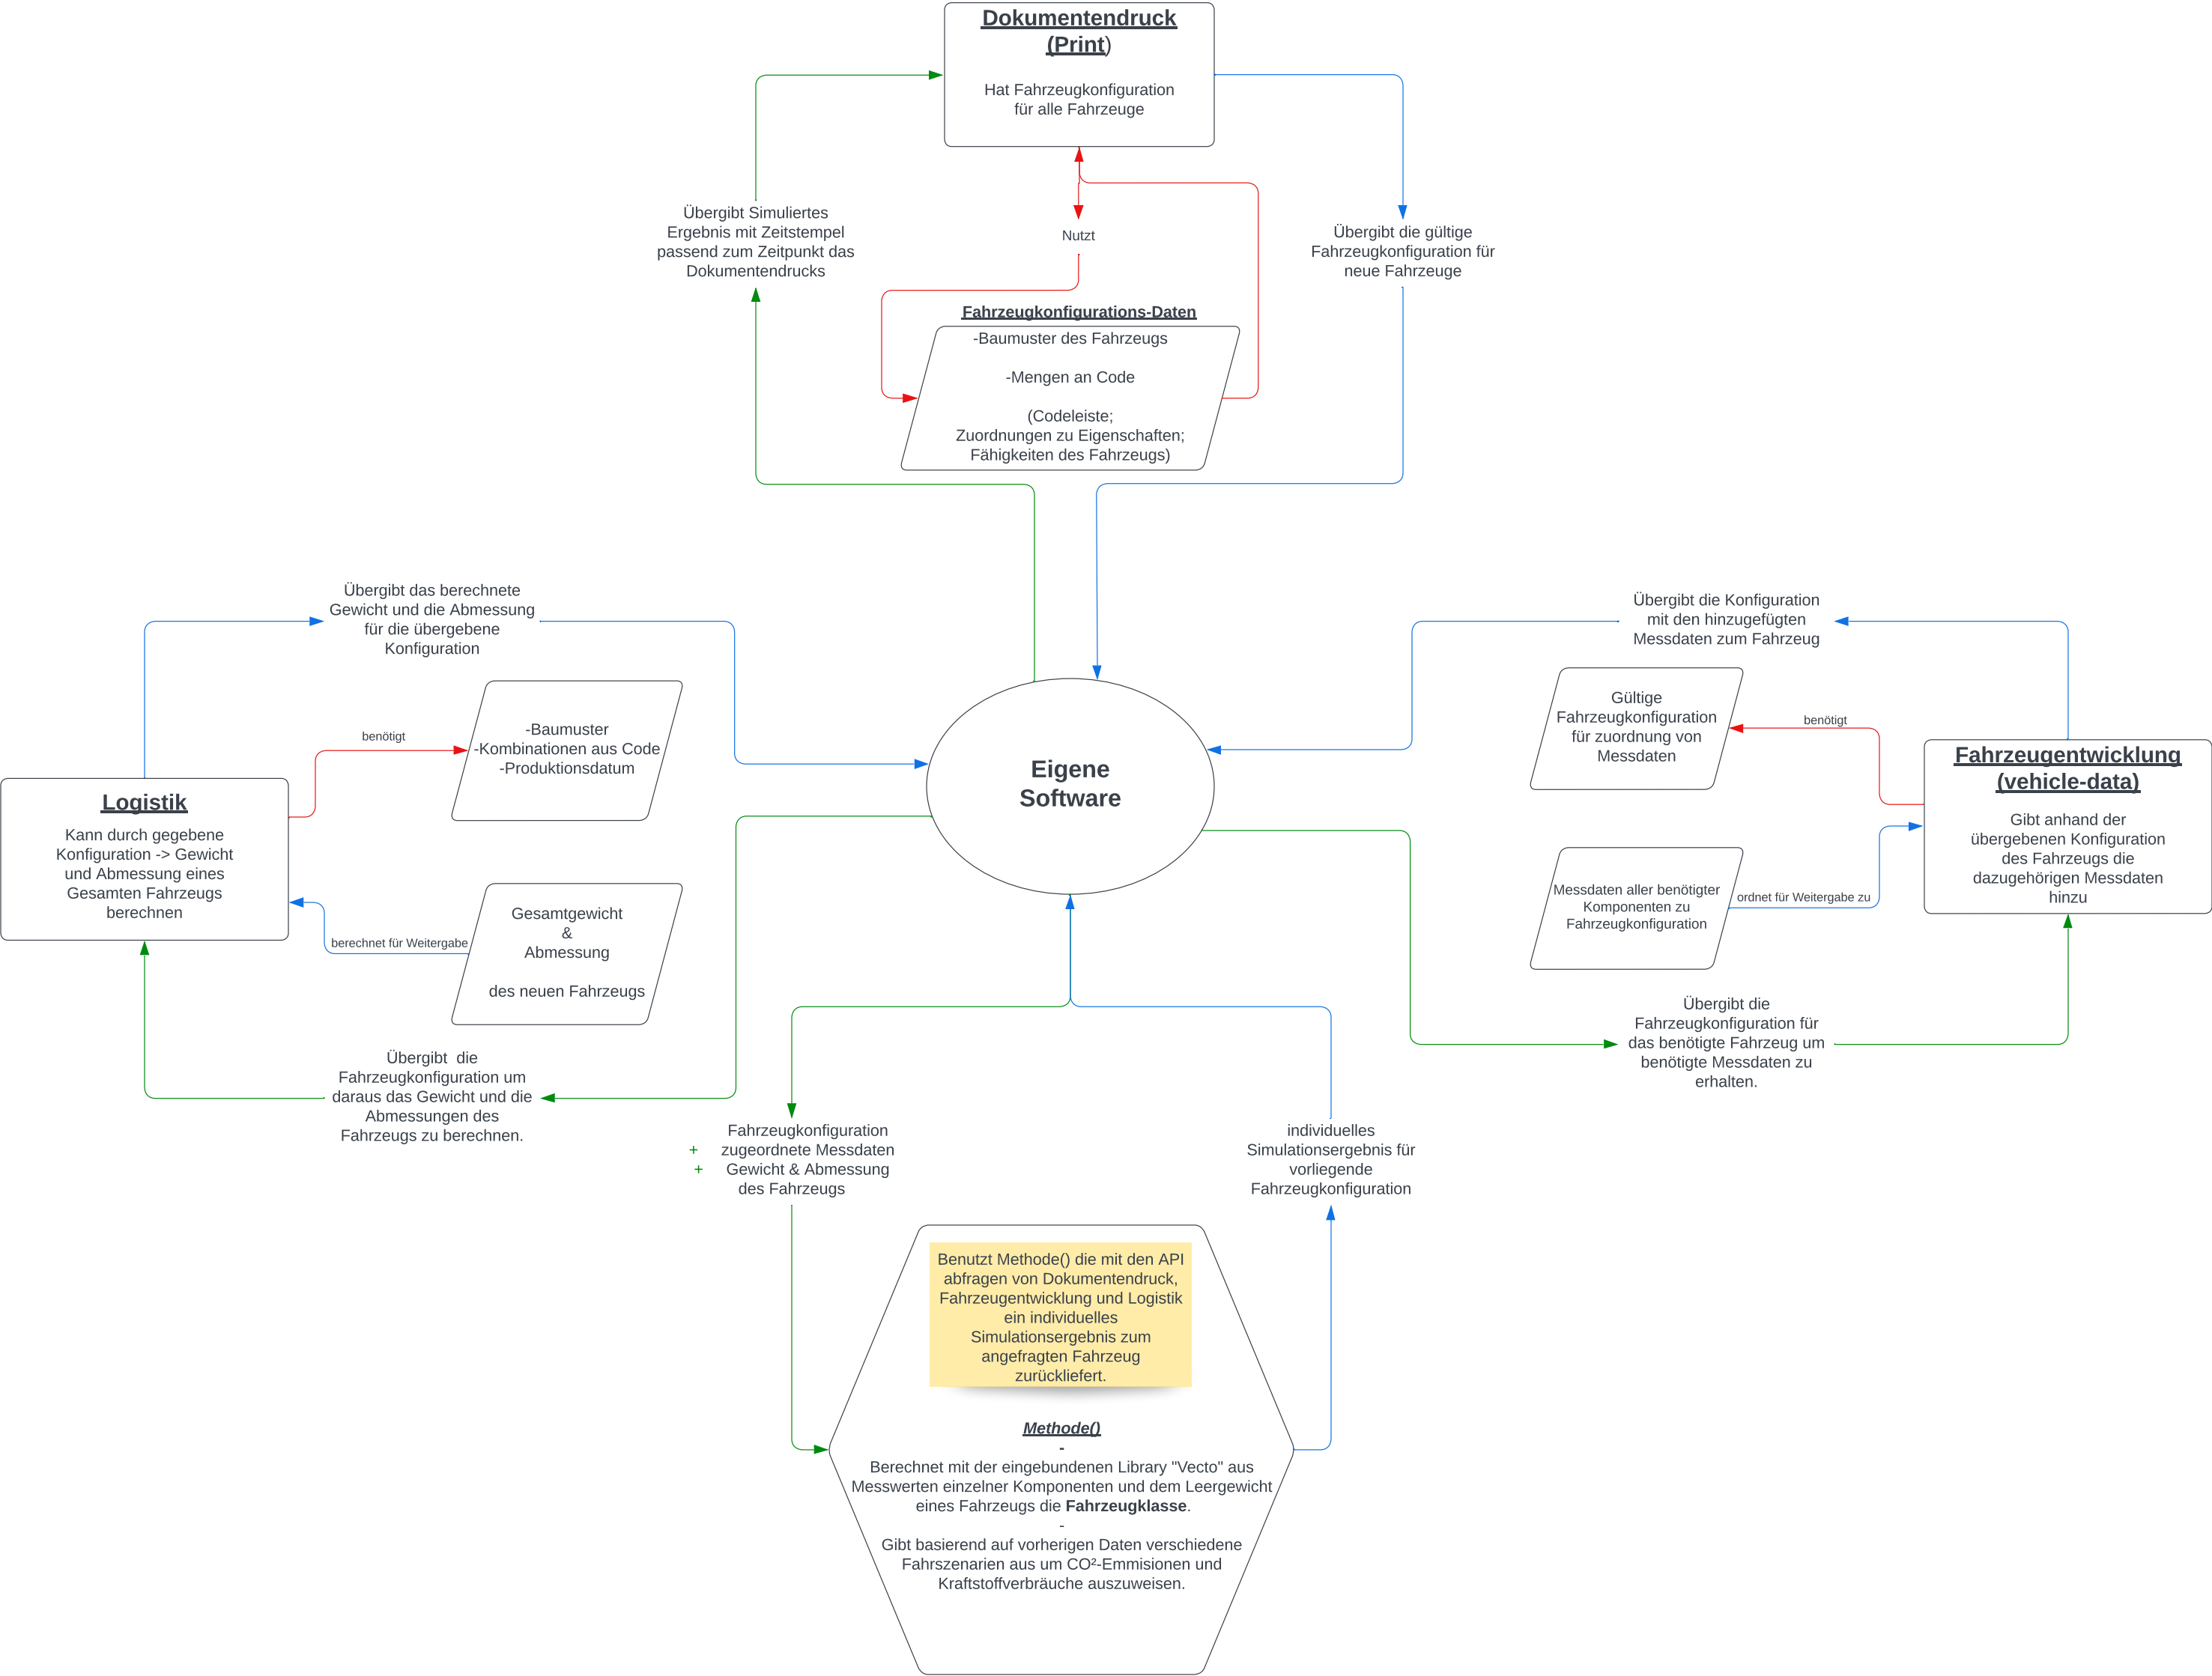 Dokumentendruck
(Print)
Hat Fahrzeugkonfiguration
für alle Fahrzeuge
Übergibt Simuliertes
Ergebnis mit Zeitstempel
passend zum Zeitpunkt das
Dokumentendrucks
Nutzt
Übergibt die gültige
Fahrzeugkonfiguration für
neue Fahrzeuge
Fahrzeugkonfigurations-Daten
-Baumuster des Fahrzeugs
-Mengen an Code
(Codeleiste;
Zuordnungen zu Eigenschaften;
Fähigkeiten des Fahrzeugs)
Übergibt das berechnete
Gewicht und die Abmessung
für die übergebene
Konfiguration
benötigt
-Baumuster
-Kombinationen aus Code
-Produktionsdatum
Logistik
Kann durch gegebene
Konfiguration -> Gewicht
und Abmessung eines
Gesamten Fahrzeugs
berechnen
berechnet für Weitergabe
Gesamtgewicht
&
Abmessung
des neuen Fahrzeugs
Übergibt  die
Fahrzeugkonfiguration um
daraus das Gewicht und die
Abmessungen des
Fahrzeugs zu berechnen.
Eigene
Software
Übergibt die Konfiguration
mit den hinzugefügten
Messdaten zum Fahrzeug
Gültige
Fahrzeugkonfiguration
für zuordnung von
Messdaten
benötigt
Fahrzeugentwicklung
(vehicle-data)
Gibt anhand der
übergebenen Konfiguration
des Fahrzeugs die
dazugehörigen Messdaten
hinzu
Messdaten aller benötigter
Komponenten zu
Fahrzeugkonfiguration
ordnet für Weitergabe zu
Übergibt die
Fahrzeugkonfiguration für
das benötigte Fahrzeug um
benötigte Messdaten zu
erhalten.
Fahrzeugkonfiguration
+ zugeordnete Messdaten
+ Gewicht & Abmessung
des Fahrzeugs
individuelles
Simulationsergebnis für
vorliegende
Fahrzeugkonfiguration
Benutzt Methode() die mit den API
abfragen von Dokumentendruck,
Fahrzeugentwicklung und Logistik
ein individuelles
Simulationsergebnis zum
angefragten Fahrzeug
zurückliefert.
Methode()
-
Berechnet mit der eingebundenen Library "Vecto" aus
Messwerten einzelner Komponenten und dem Leergewicht
eines Fahrzeugs die Fahrzeugklasse.
-
Gibt basierend auf vorherigen Daten verschiedene
Fahrszenarien aus um CO²-Emmisionen und
Kraftstoffverbräuche auszuweisen.